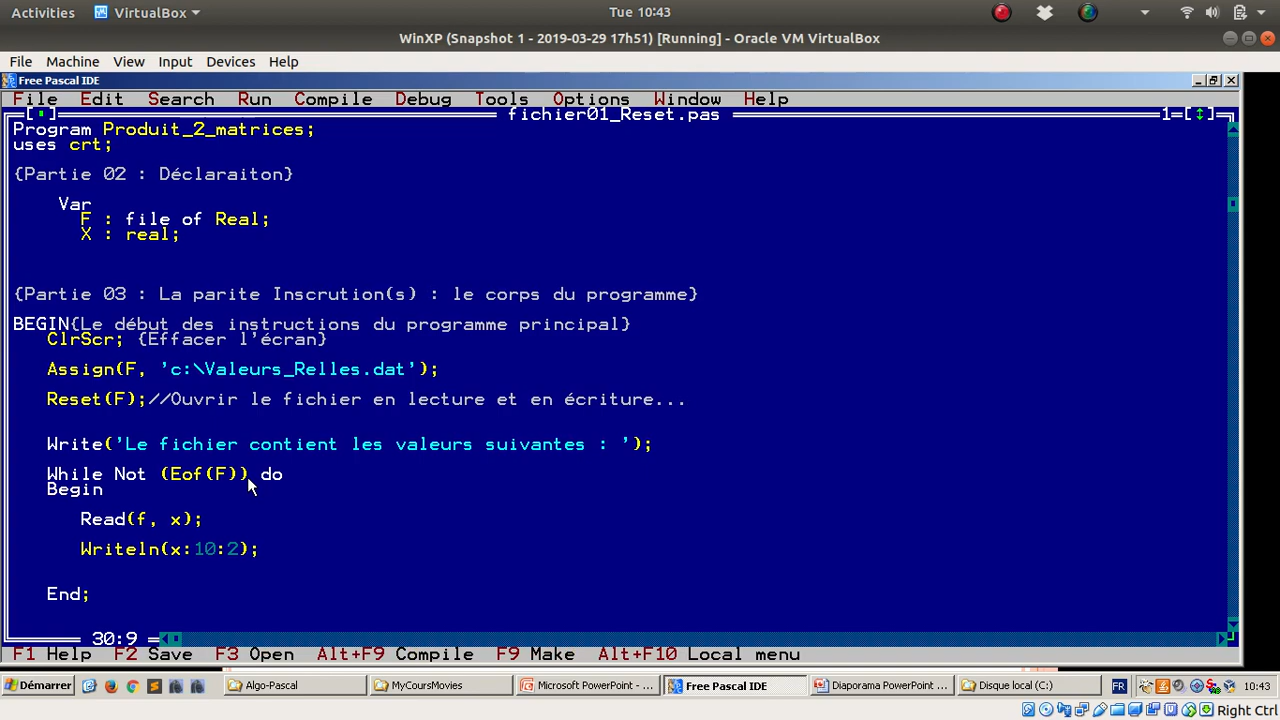 Activities VirtualBox Tue 10:43
WinXP (Snapshot 1 - 2019-03-29 17h51) [Running] - Oracle VM VirtualBox
File Machine View Input Devices Help
Free Pascal IDE
File Edit Search Run Compile Debug Tools Options Window Help
fichier01_Reset.pas 1=[↕]
Program Produit_2_matrices;
uses crt;
{Partie 02 : Déclaraiton}
Var
F : file of Real;
X : real;
{Partie 03 : La parite Inscrution(s) : le corps du programme}
BEGIN{Le début des instructions du programme principal}
ClrScr; {Effacer l'écran}
Assign(F, 'c:\Valeurs_Relles.dat');
Reset(F);//Ouvrir le fichier en lecture et en écriture...
Write('Le fichier contient les valeurs suivantes : ');
While Not (Eof(F)) do
Begin
Read(f, x);
Writeln(x:10:2);
End;
30:9
F1 Help F2 Save F3 Open Alt+F9 Compile F9 Make Alt+F10 Local menu
Démarrer Algo-Pascal MyCoursMovies Microsoft PowerPoint - ... Free Pascal IDE Diaporama PowerPoint ... Disque local (C:) FR 10:43
Right Ctrl